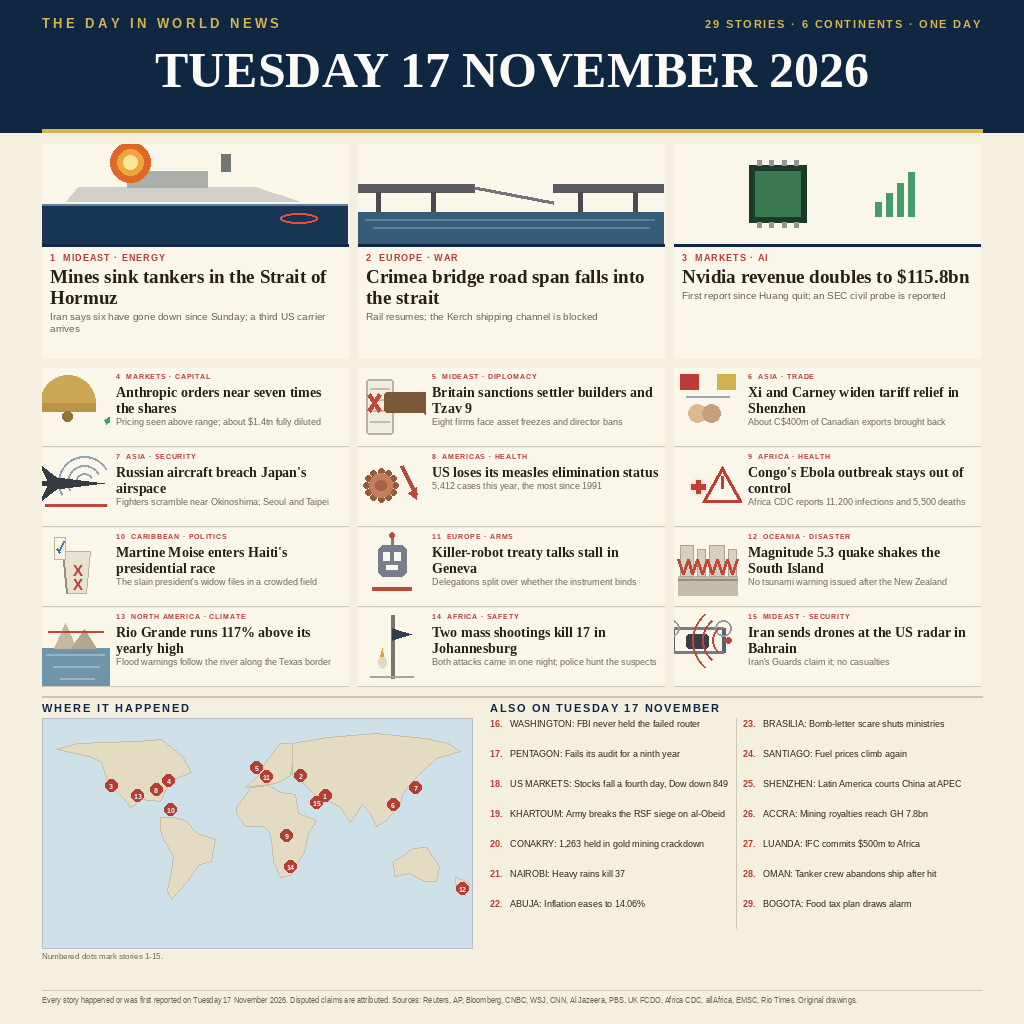 THE DAY IN WORLD NEWS
29 STORIES · 6 CONTINENTS · ONE DAY
TUESDAY 17 NOVEMBER 2026
1 MIDEAST · ENERGY
Mines sink tankers in the Strait of
Hormuz
Iran says six have gone down since Sunday; a third US carrier
arrives
2 EUROPE · WAR
Crimea bridge road span falls into
the strait
Rail resumes; the Kerch shipping channel is blocked
3 MARKETS · AI
Nvidia revenue doubles to $115.8bn
First report since Huang quit; an SEC civil probe is reported
4 MARKETS · CAPITAL
Anthropic orders near seven times
the shares
Pricing seen above range; about $1.4tn fully diluted
5 MIDEAST · DIPLOMACY
Britain sanctions settler builders and
Tzav 9
Eight firms face asset freezes and director bans
6 ASIA · TRADE
Xi and Carney widen tariff relief in
Shenzhen
About C$400m of Canadian exports brought back
7 ASIA · SECURITY
Russian aircraft breach Japan's
airspace
Fighters scramble near Okinoshima; Seoul and Taipei
8 AMERICAS · HEALTH
US loses its measles elimination status
5,412 cases this year, the most since 1991
9 AFRICA · HEALTH
Congo's Ebola outbreak stays out of
control
Africa CDC reports 11,200 infections and 5,500 deaths
10 CARIBBEAN · POLITICS
Martine Moise enters Haiti's
presidential race
The slain president's widow files in a crowded field
X
X
11 EUROPE · ARMS
Killer-robot treaty talks stall in
Geneva
Delegations split over whether the instrument binds
12 OCEANIA · DISASTER
Magnitude 5.3 quake shakes the
South Island
No tsunami warning issued after the New Zealand
13 NORTH AMERICA · CLIMATE
Rio Grande runs 117% above its
yearly high
Flood warnings follow the river along the Texas border
14 AFRICA · SAFETY
Two mass shootings kill 17 in
Johannesburg
Both attacks came in one night; police hunt the suspects
15 MIDEAST · SECURITY
Iran sends drones at the US radar in
Bahrain
Iran's Guards claim it; no casualties
WHERE IT HAPPENED
3
13
8
4
10
5
11
2
1
15
7
6
9
14
12
Numbered dots mark stories 1-15.
ALSO ON TUESDAY 17 NOVEMBER
16. WASHINGTON: FBI never held the failed router
17. PENTAGON: Fails its audit for a ninth year
18. US MARKETS: Stocks fall a fourth day, Dow down 849
19. KHARTOUM: Army breaks the RSF siege on al-Obeid
20. CONAKRY: 1,263 held in gold mining crackdown
21. NAIROBI: Heavy rains kill 37
22. ABUJA: Inflation eases to 14.06%
23. BRASILIA: Bomb-letter scare shuts ministries
24. SANTIAGO: Fuel prices climb again
25. SHENZHEN: Latin America courts China at APEC
26. ACCRA: Mining royalties reach GH 7.8bn
27. LUANDA: IFC commits $500m to Africa
28. OMAN: Tanker crew abandons ship after hit
29. BOGOTA: Food tax plan draws alarm
Every story happened or was first reported on Tuesday 17 November 2026. Disputed claims are attributed. Sources: Reuters, AP, Bloomberg, CNBC, WSJ, CNN, Al Jazeera, PBS, UK FCDO, Africa CDC, allAfrica, EMSC, Rio Times. Original drawings.